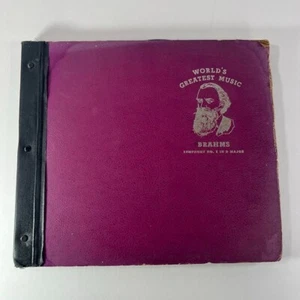 WORLD'S
GREATEST MUSIC
BRAHMS
SYMPHONY NO. 2 IN D MAJOR